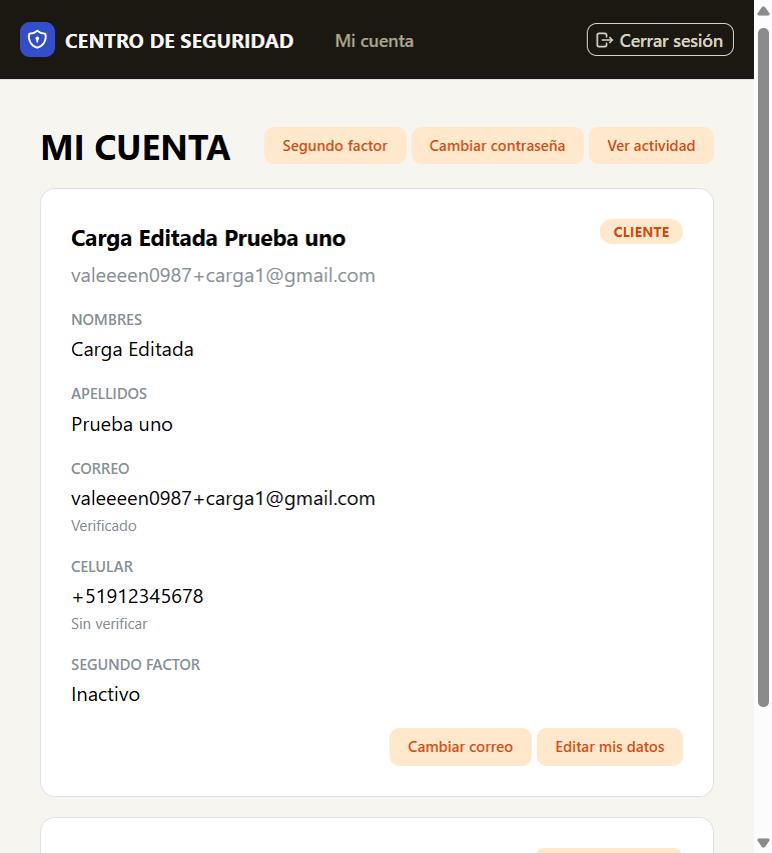 CENTRO DE SEGURIDAD
Mi cuenta
Cerrar sesión
MI CUENTA
Segundo factor
Cambiar contraseña
Ver actividad
Carga Editada Prueba uno
CLIENTE
valeeeen0987+carga1@gmail.com
NOMBRES
Carga Editada
APELLIDOS
Prueba uno
CORREO
valeeeen0987+carga1@gmail.com
Verificado
CELULAR
+51912345678
Sin verificar
SEGUNDO FACTOR
Inactivo
Cambiar correo
Editar mis datos